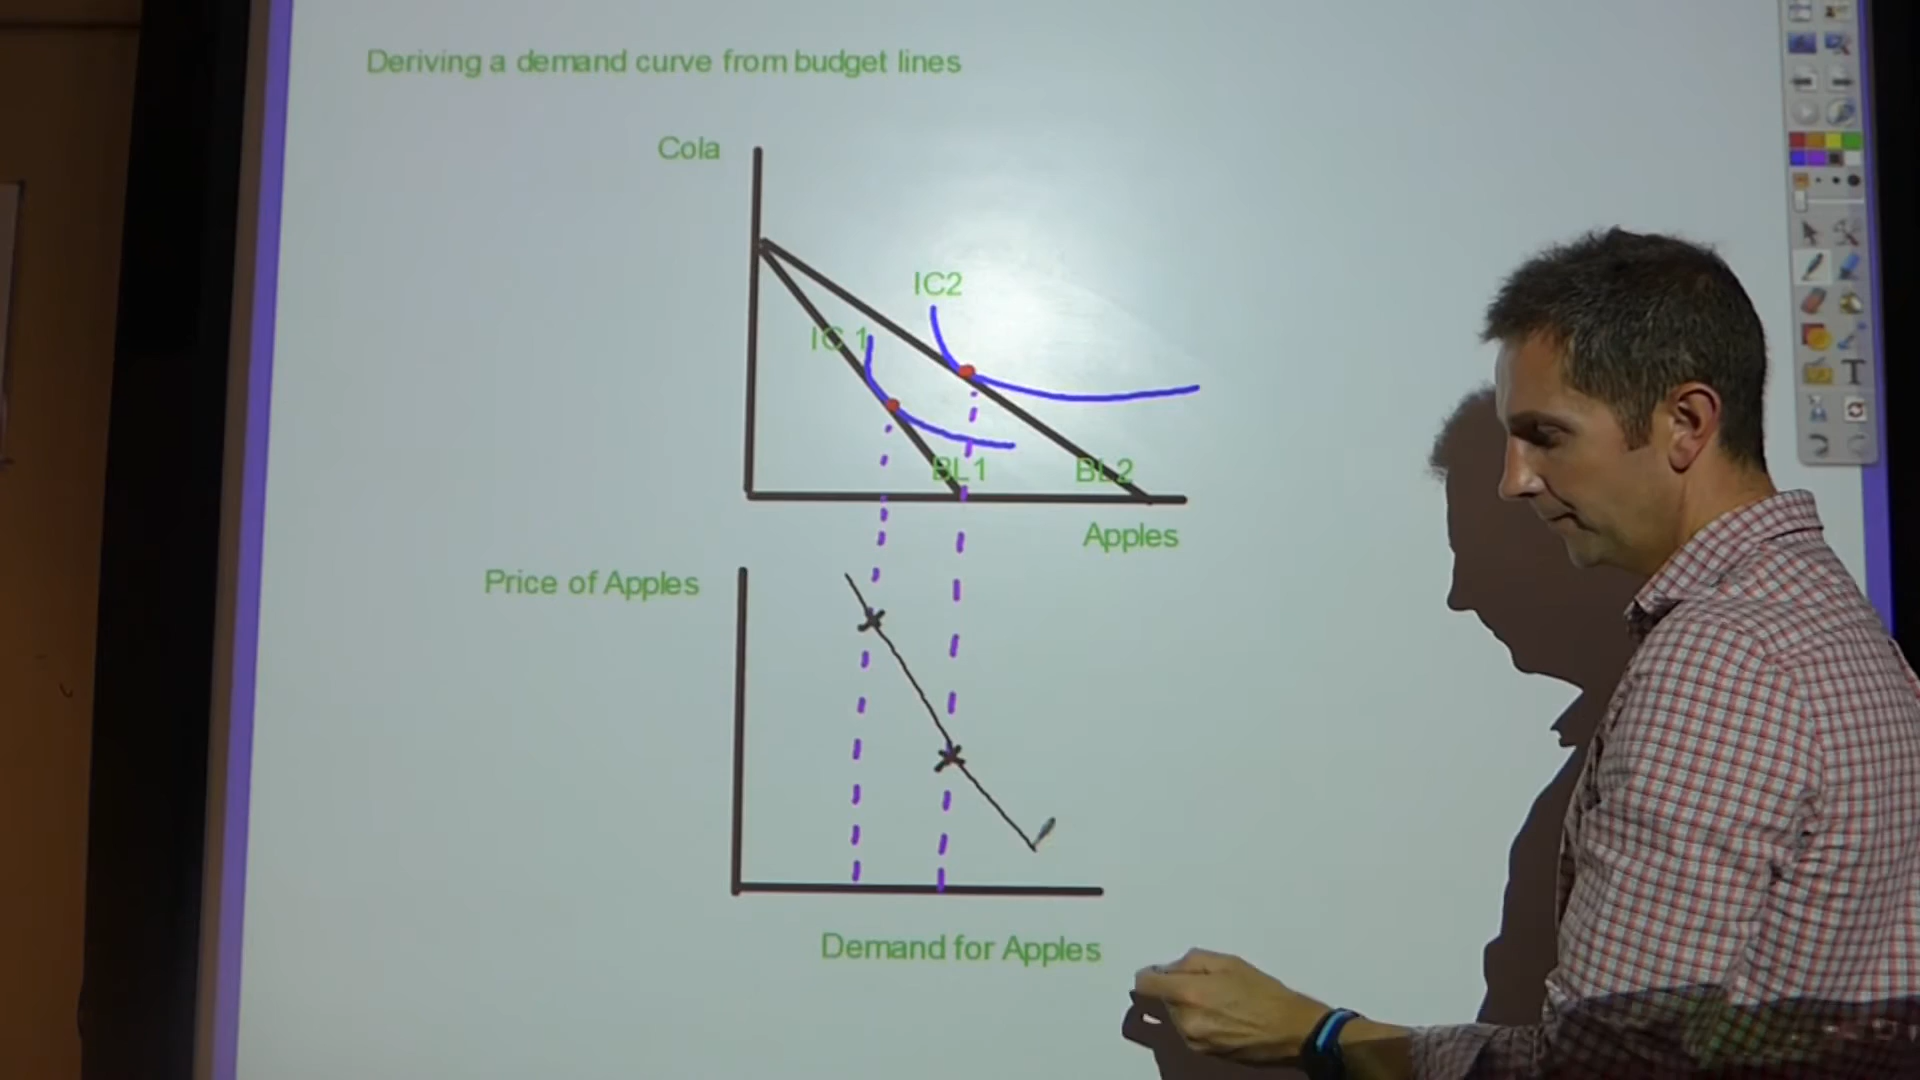 Deriving a demand curve from budget lines
Cola
IC2
IC 1
BL1
BL2
Apples
Price of Apples
Demand for Apples